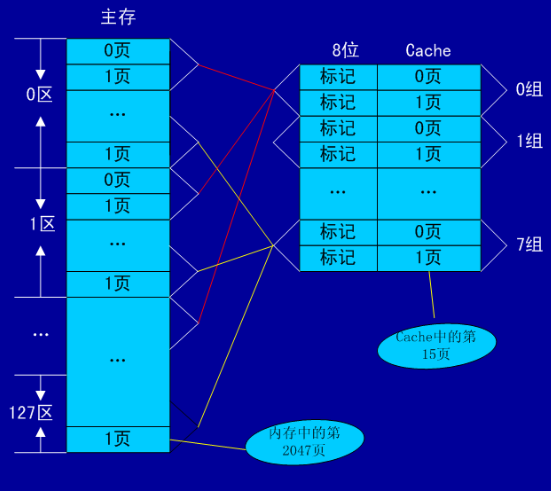 主存
0页
1页
...
1页
0页
1页
...
1页
...
1页
0区
1区
...
127区
8位
Cache
标记
0页
标记
1页
标记
0页
标记
1页
...
...
标记
0页
标记
1页
0组
1组
7组
Cache中的第
15页
内存中的第
2047页